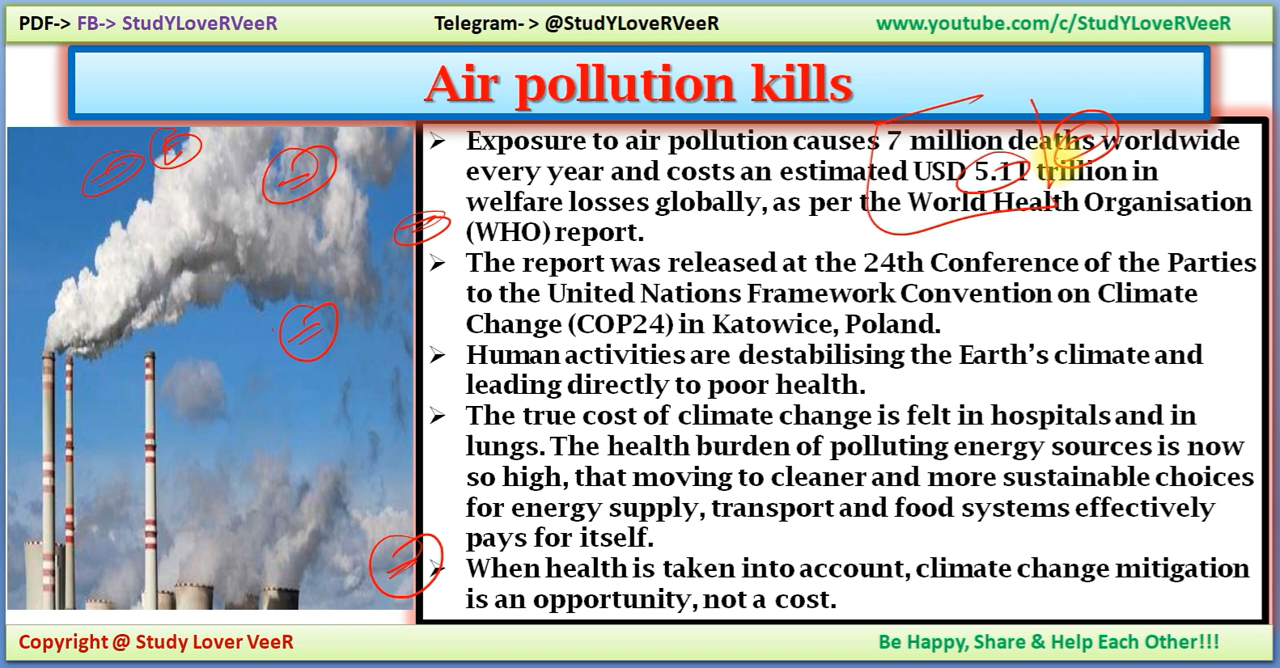 PDF-> FB-> StudYLoveRVeeR
Telegram- > @StudYLoveRVeeR
www.youtube.com/c/StudYLoveRVeeR
Air pollution kills
➢ Exposure to air pollution causes 7 million deaths worldwide
every year and costs an estimated USD 5.11 trillion in
welfare losses globally, as per the World Health Organisation
(WHO) report.
➢ The report was released at the 24th Conference of the Parties
to the United Nations Framework Convention on Climate
Change (COP24) in Katowice, Poland.
➢ Human activities are destabilising the Earth's climate and
leading directly to poor health.
➢ The true cost of climate change is felt in hospitals and in
lungs. The health burden of polluting energy sources is now
so high, that moving to cleaner and more sustainable choices
for energy supply, transport and food systems effectively
pays for itself.
➢ When health is taken into account, climate change mitigation
is an opportunity, not a cost.
Copyright @ Study Lover VeeR
Be Happy, Share & Help Each Other!!!